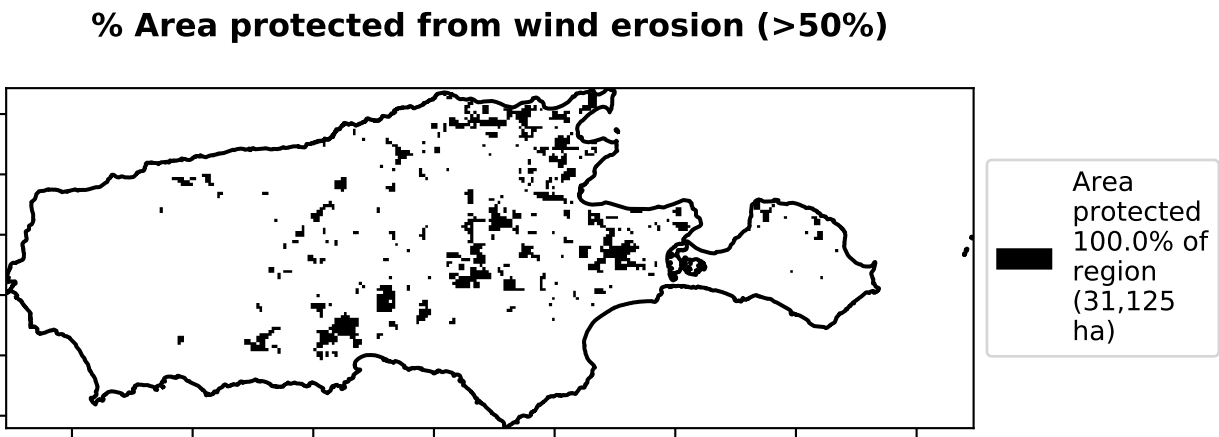 % Area protected from wind erosion (>50%)
Area
protected
100.0% of
region
(31,125
ha)